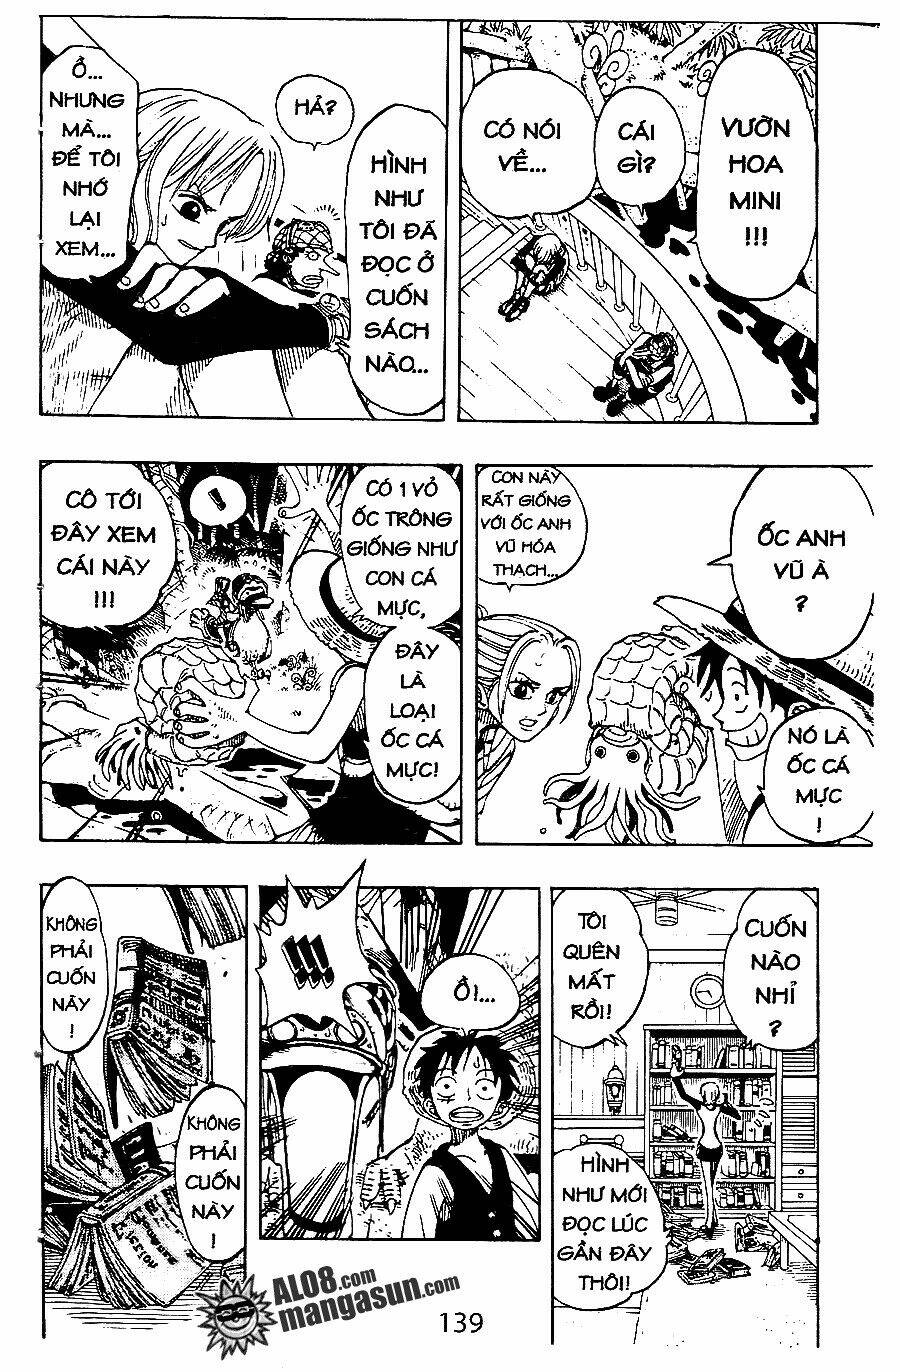 VƯỜN
HOA
MINI
!!!
CÁI
GÌ?
CÓ NÓI
VỀ...
HÌNH
NHƯ
TÔI ĐÃ
ĐỌC Ở
CUỐN
SÁCH
NÀO...
HẢ?
Ồ...
NHƯNG
MÀ...
ĐỂ TÔI
NHỚ
LẠI
XEM...
ỐC ANH
VŨ À
?
CON NÀY
RẤT GIỐNG
VỚI ỐC ANH
VŨ HÓA
THẠCH...
NÓ LÀ
ỐC CÁ
MỰC
!
CÓ 1 VỎ
ỐC TRÔNG
GIỐNG NHƯ
CON CÁ
MỰC,
ĐÂY
LÀ
LOẠI
ỐC CÁ
MỰC!
!
CÔ TỚI
ĐÂY XEM
CÁI NÀY
!!!
CUỐN
NÀO
NHỈ
?
TÔI
QUÊN
MẤT
RỒI!!
HÌNH
NHƯ MỚI
ĐỌC LÚC
GẦN ĐÂY
THÔI!!
ỒI...
!!!
KHÔNG
PHẢI
CUỐN
NÀY
!
KHÔNG
PHẢI
CUỐN
NÀY
!
AL08.com
mangasun.com
139